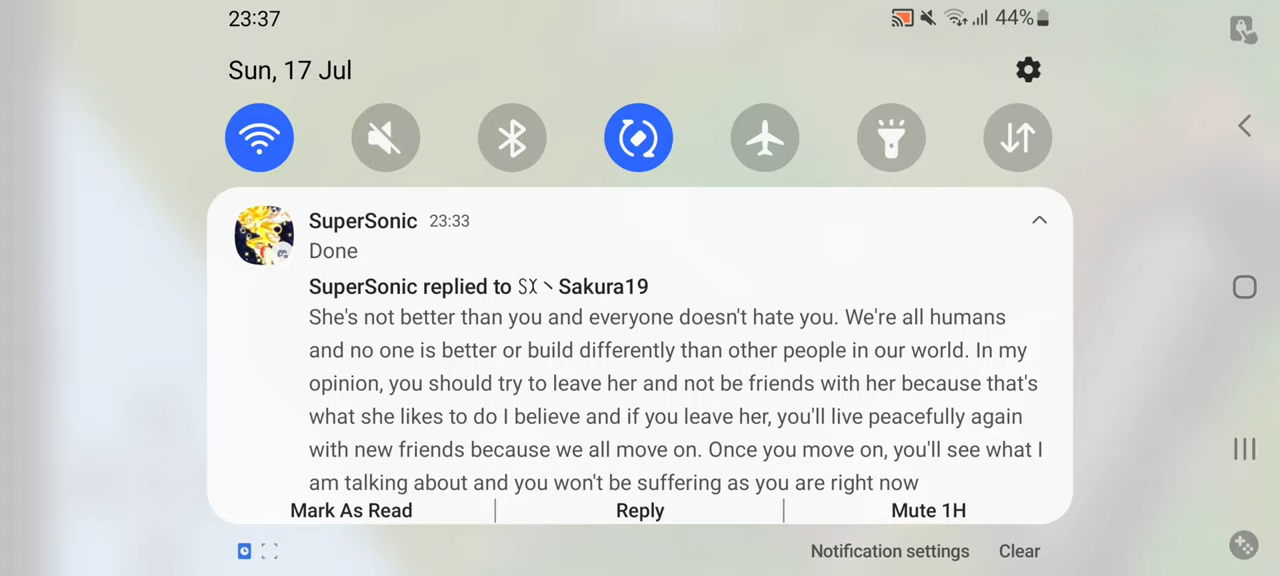 23:37
44%
Sun, 17 Jul
SuperSonic 23:33
Done
SuperSonic replied to SX丶Sakura19
She's not better than you and everyone doesn't hate you. We're all humans
and no one is better or build differently than other people in our world. In my
opinion, you should try to leave her and not be friends with her because that's
what she likes to do I believe and if you leave her, you'll live peacefully again
with new friends because we all move on. Once you move on, you'll see what I
am talking about and you won't be suffering as you are right now
Mark As Read Reply Mute 1H
Notification settings Clear